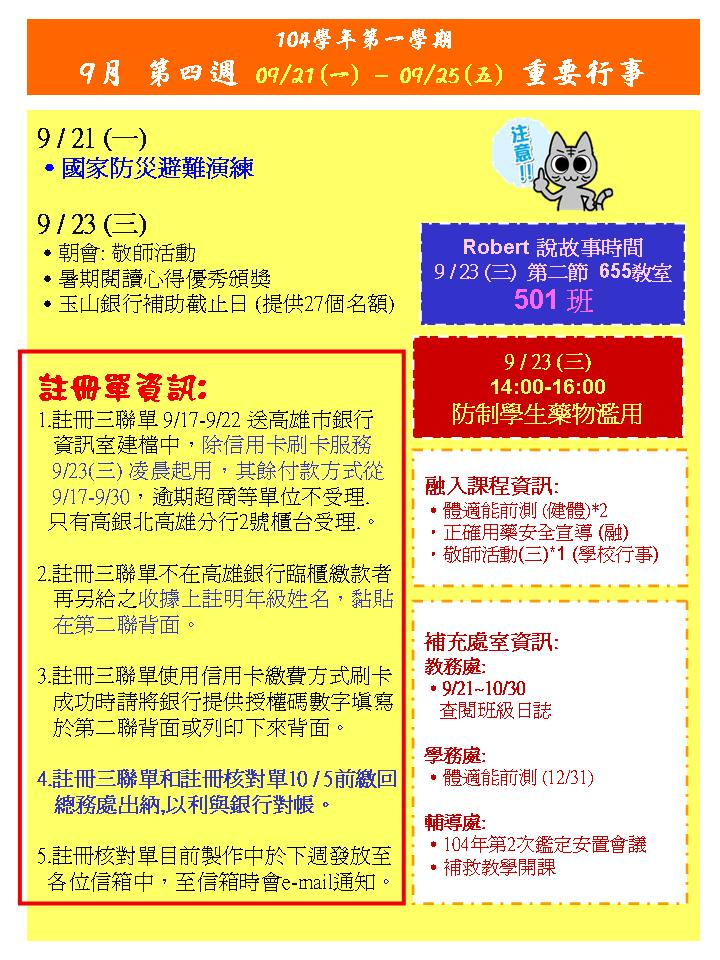 104學年第一學期
9月 第四週 09/21(一) – 09/25(五) 重要行事
9 / 21 (一)
• 國家防災避難演練
9 / 23 (三)
• 朝會: 敬師活動
• 暑期閱讀心得優秀頒獎
• 玉山銀行補助截止日 (提供27個名額)
注意!!
Robert 說故事時間
9 / 23 (三) 第二節 655教室
501 班
9 / 23 (三)
14:00-16:00
防制學生藥物濫用
註冊單資訊:
1.註冊三聯單 9/17-9/22 送高雄市銀行
資訊室建檔中，除信用卡刷卡服務
9/23(三) 凌晨起用，其餘付款方式從
9/17-9/30，逾期超商等單位不受理.
只有高銀北高雄分行2號櫃台受理.。
2.註冊三聯單不在高雄銀行臨櫃繳款者
再另給之收據上註明年級姓名，黏貼
在第二聯背面。
3.註冊三聯單使用信用卡繳費方式刷卡
成功時請將銀行提供授權碼數字填寫
於第二聯背面或列印下來背面。
4.註冊三聯單和註冊核對單10 / 5前繳回
總務處出納,以利與銀行對帳。
5.註冊核對單目前製作中於下週發放至
各位信箱中，至信箱時會e-mail通知。
融入課程資訊:
• 體適能前測 (健體)*2
• 正確用藥安全宣導 (融)
• 敬師活動(三)*1 (學校行事)
補充處室資訊:
教務處:
• 9/21~10/30
查閱班級日誌
學務處:
• 體適能前測 (12/31)
輔導處:
• 104年第2次鑑定安置會議
• 補救教學開課